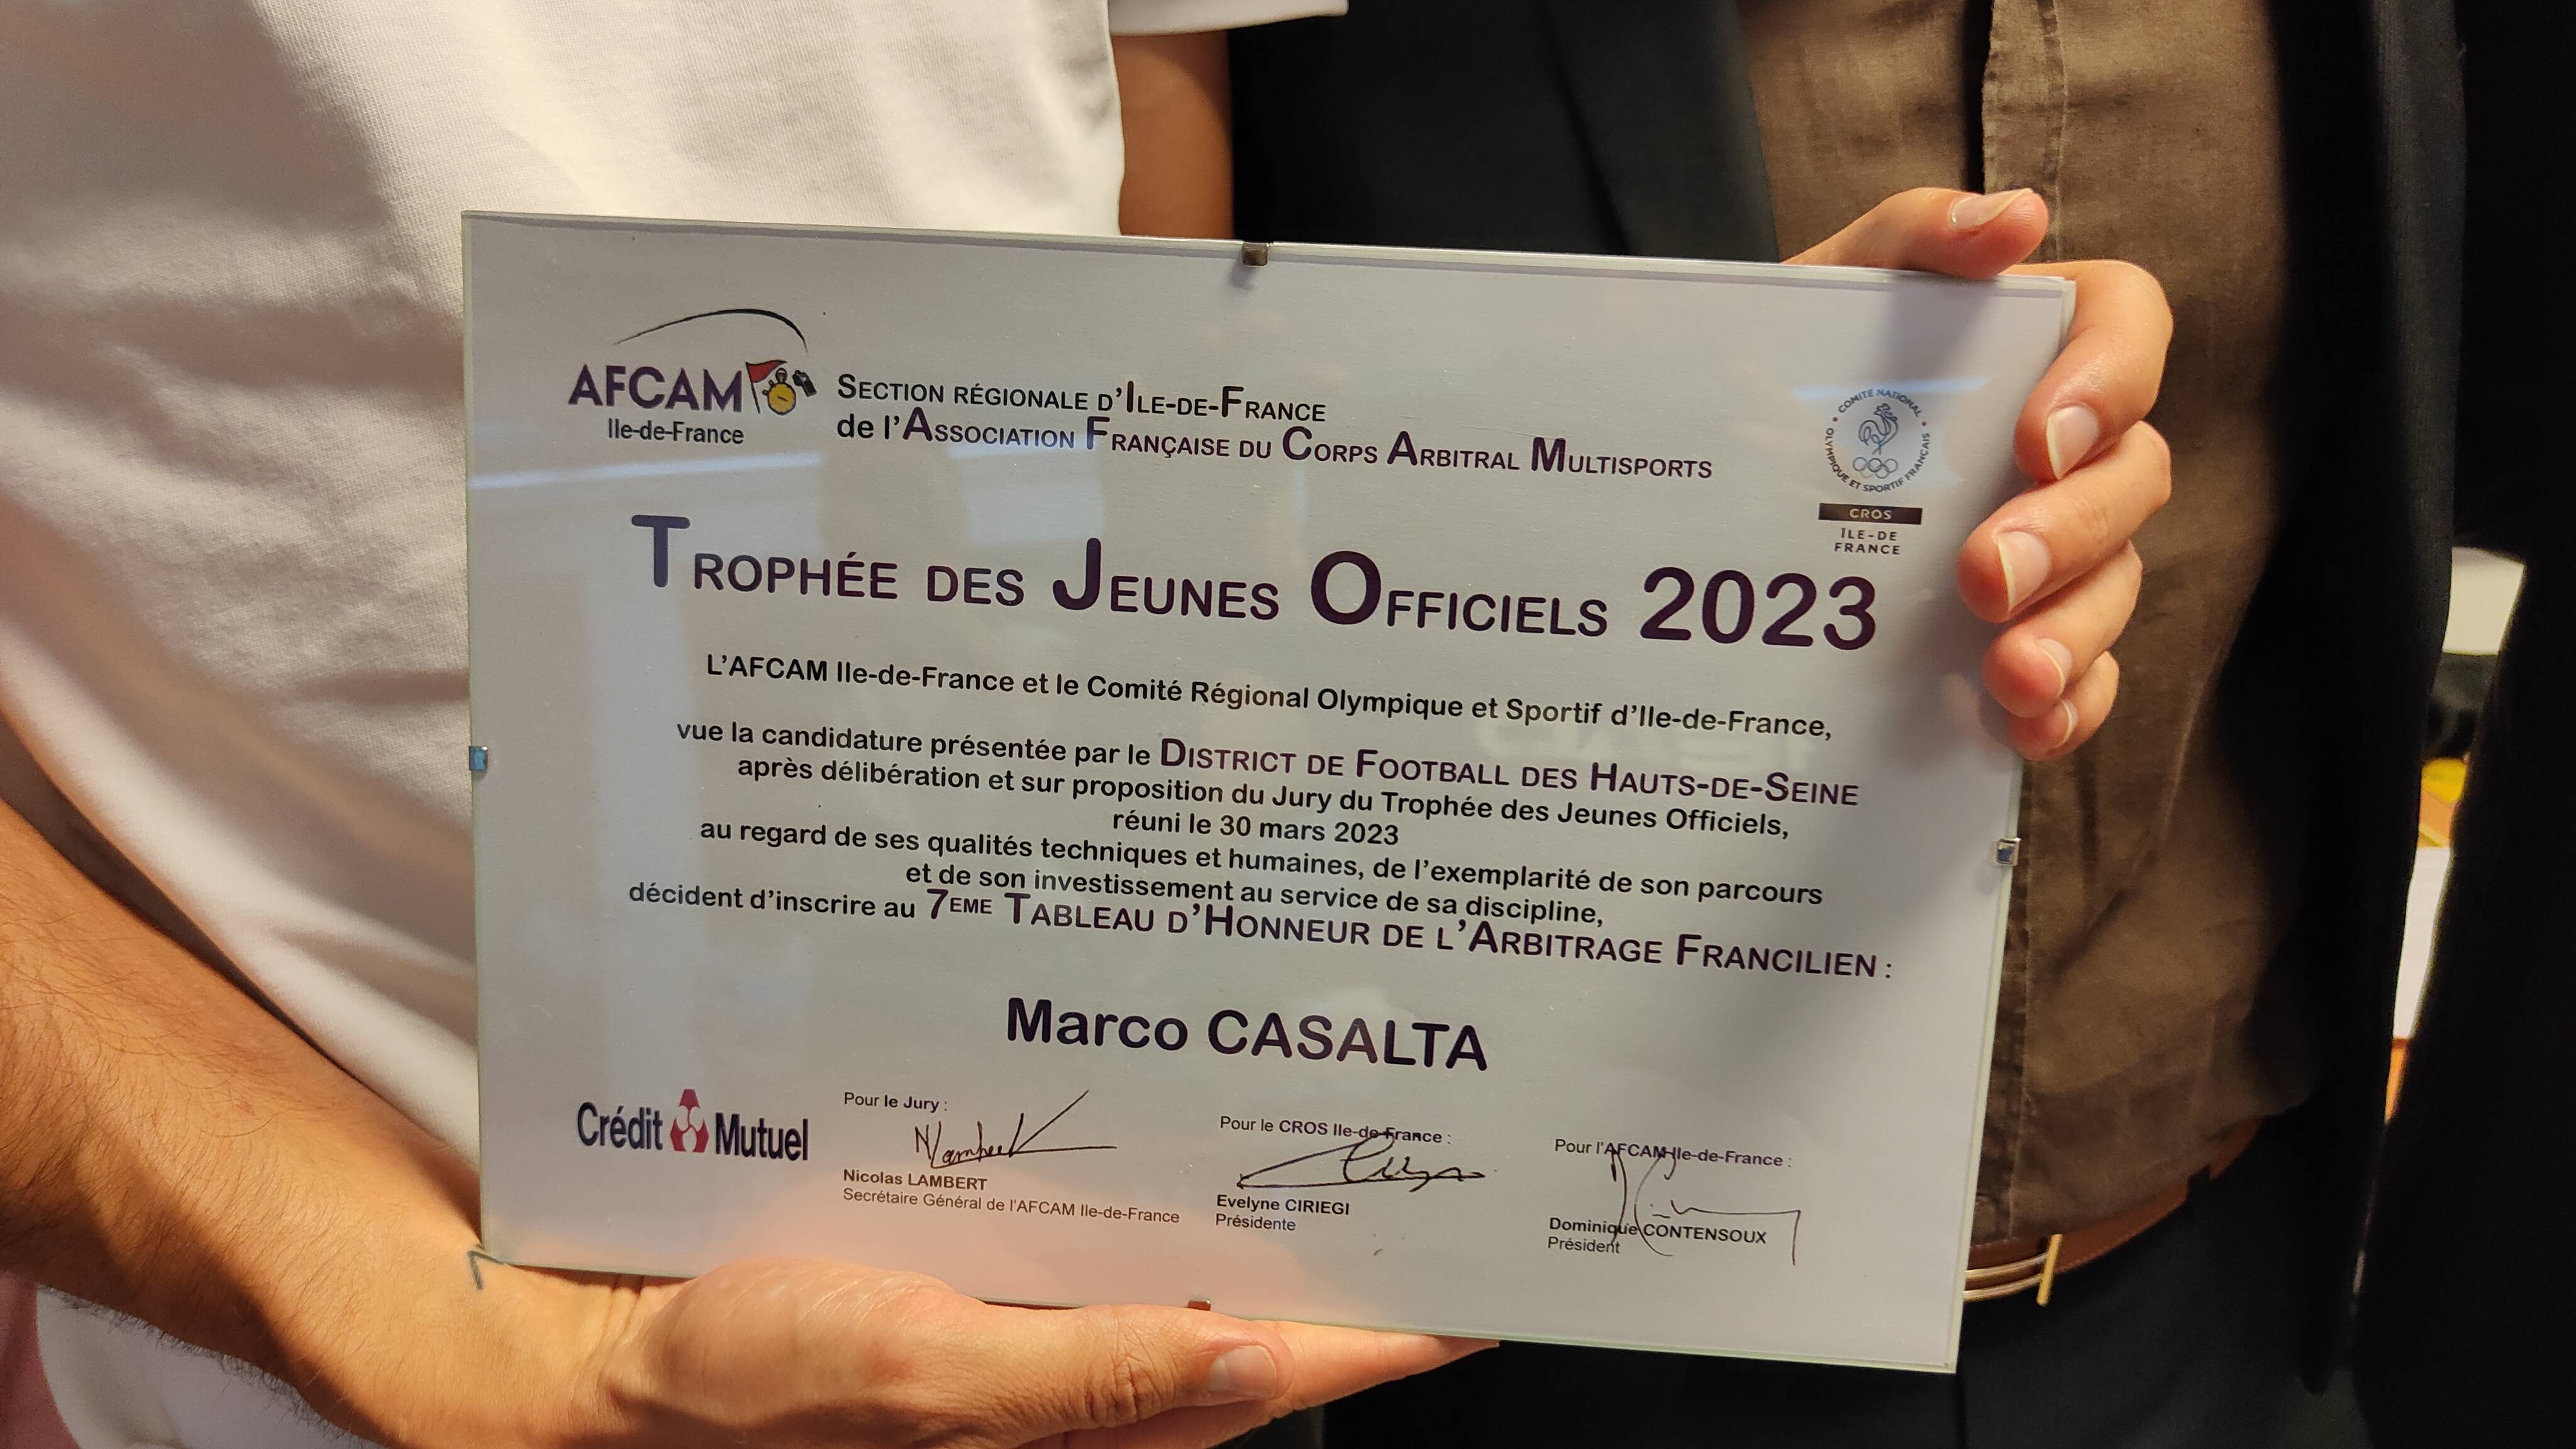 AFCAM
Ile-de-France
SECTION RÉGIONALE D'ILE-DE-FRANCE
de l'ASSOCIATION FRANÇAISE DU CORPS ARBITRAL MULTISPORTS
COMITÉ NATIONAL
OLYMPIQUE ET SPORTIF FRANÇAIS
CROS
ÎLE-DE
FRANCE
TROPHÉE DES JEUNES OFFICIELS 2023
L'AFCAM Ile-de-France et le Comité Régional Olympique et Sportif d'Ile-de-France,
vue la candidature présentée par le DISTRICT DE FOOTBALL DES HAUTS-DE-SEINE
après délibération et sur proposition du Jury du Trophée des Jeunes Officiels,
réuni le 30 mars 2023
au regard de ses qualités techniques et humaines, de l'exemplarité de son parcours
et de son investissement au service de sa discipline,
décident d'inscrire au 7EME TABLEAU D'HONNEUR DE L'ARBITRAGE FRANCILIEN :
Marco CASALTA
Crédit Mutuel
Pour le Jury :
NLambert
Nicolas LAMBERT
Secrétaire Général de l'AFCAM Ile-de-France
Pour le CROS Ile-de-France :
Evelyne CIRIEGI
Présidente
Pour l'AFCAM Ile-de-France :
Dominique CONTENSOUX
Président